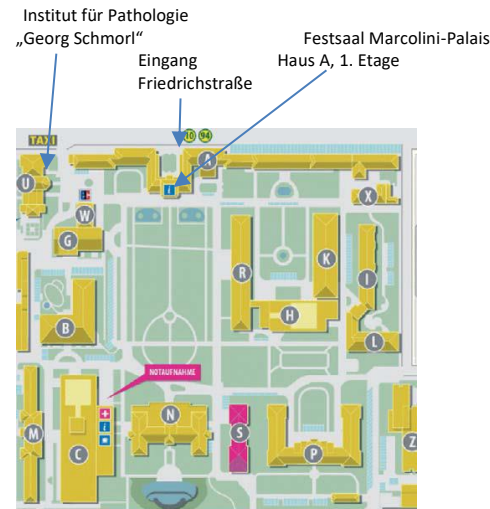 Institut für Pathologie
„Georg Schmorl“
Eingang
Friedrichstraße
Festsaal Marcolini-Palais
Haus A, 1. Etage
TAXI
10 94
A
i
U
X
W
G
R
K
I
H
B
L
NOTAUFNAHME
M
C
i
N
S
P
Z